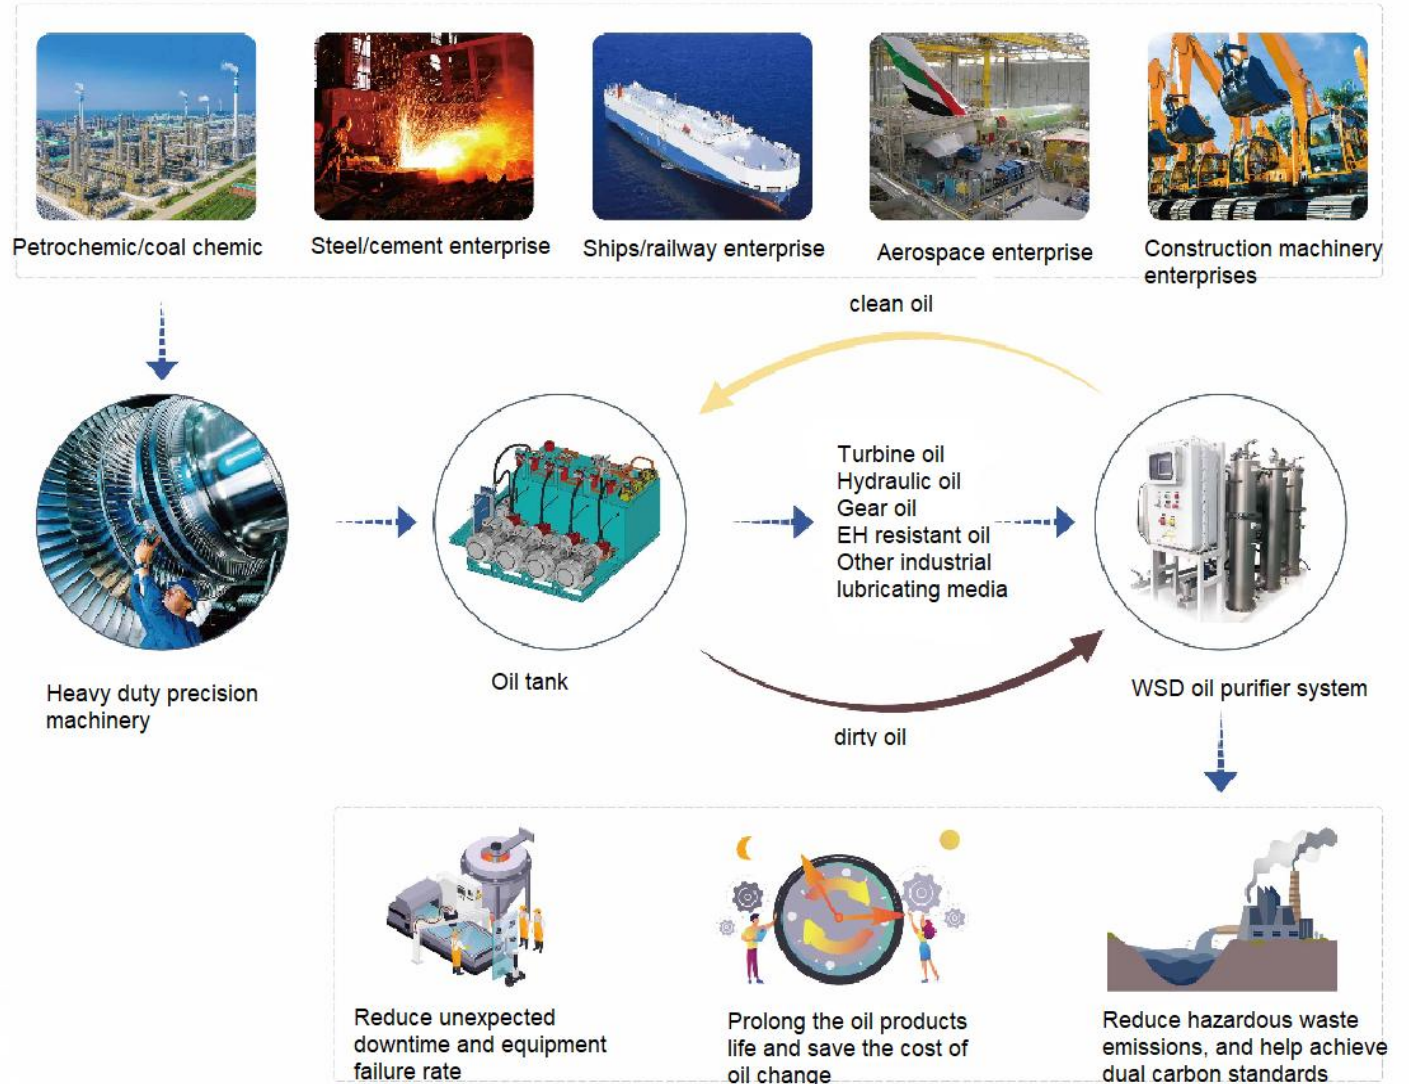 Petrochemic/coal chemic
Steel/cement enterprise
Ships/railway enterprise
Aerospace enterprise
Construction machinery
enterprises
clean oil
Turbine oil
Hydraulic oil
Gear oil
EH resistant oil
Other industrial
lubricating media
Heavy duty precision
machinery
Oil tank
WSD oil purifier system
dirty oil
Reduce unexpected
downtime and equipment
failure rate
Prolong the oil products
life and save the cost of
oil change
Reduce hazardous waste
emissions, and help achieve
dual carbon standards